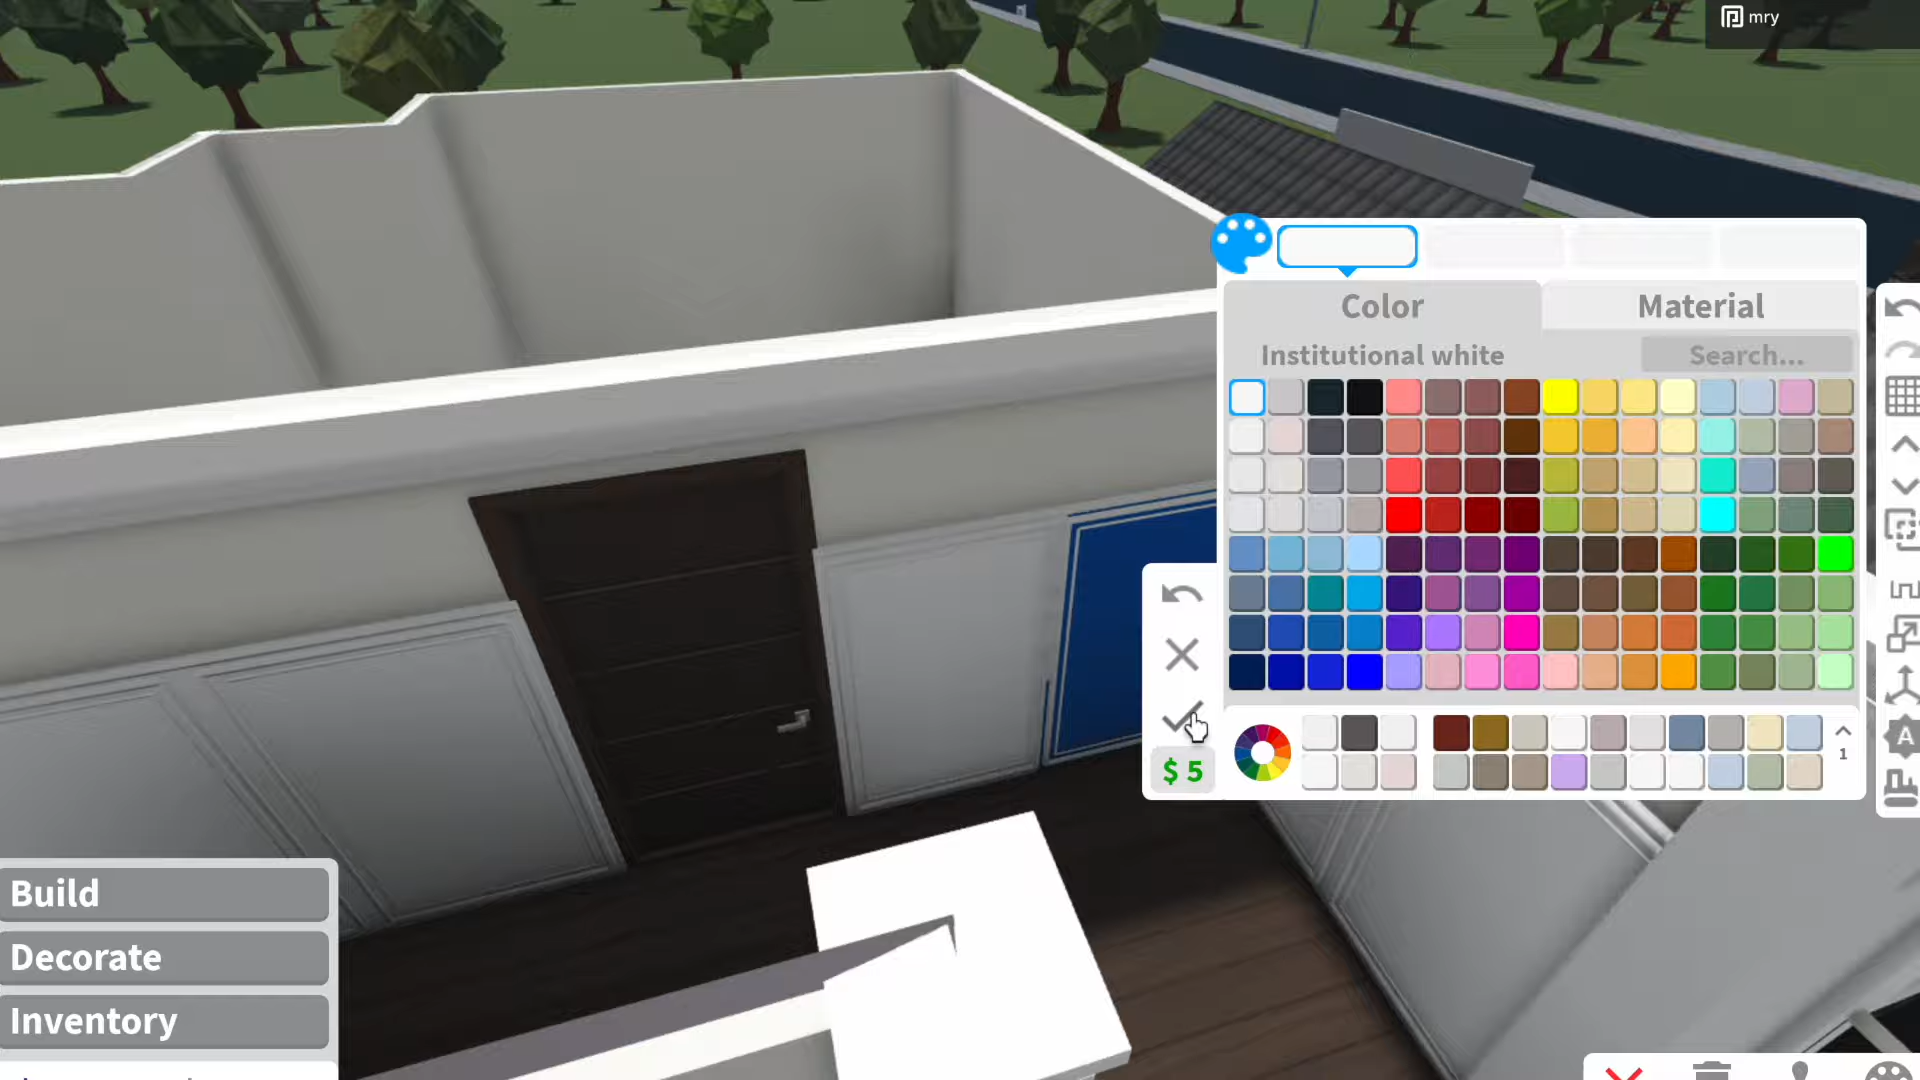 mry
Color
Material
Institutional white
Search...
$ 5
1
A
Build
Decorate
Inventory